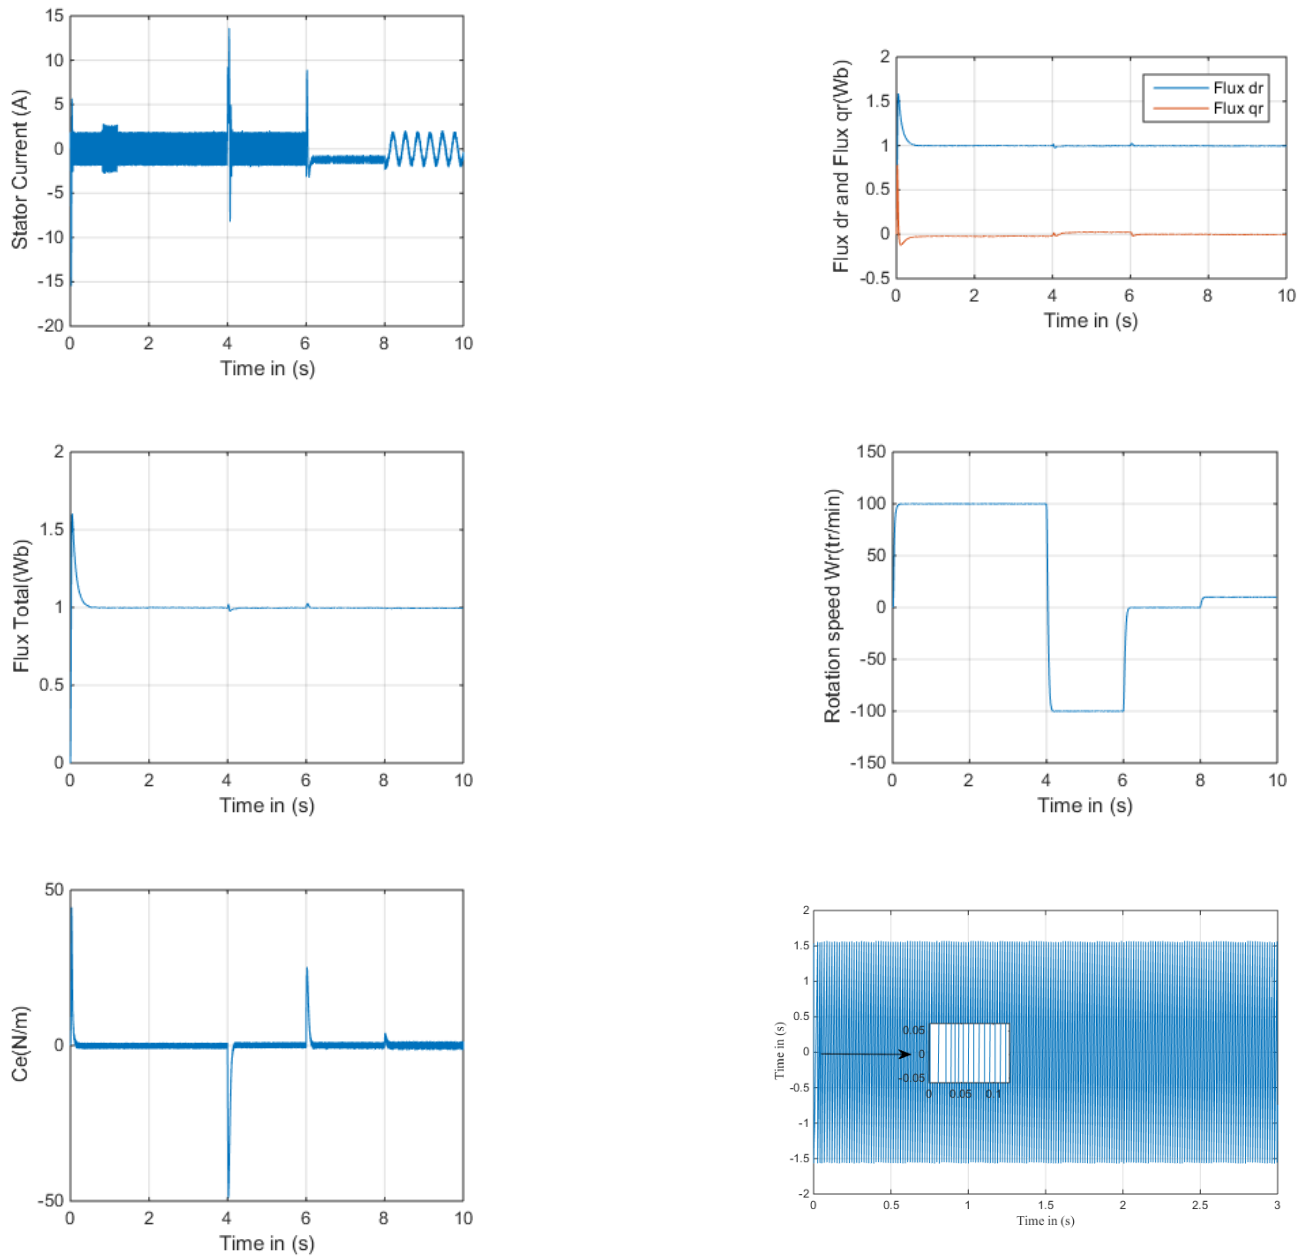 15
10
5
0
-5
-10
-15
-20
Stator Current (A)
0 2 4 6 8 10
Time in (s)
2
1.5
1
0.5
0
-0.5
Flux dr and Flux qr(Wb)
Flux dr
Flux qr
0 2 4 6 8 10
Time in (s)
2
1.5
1
0.5
0
Flux Total(Wb)
0 2 4 6 8 10
Time in (s)
150
100
50
0
-50
-100
-150
Rotation speed Wr(tr/min)
0 2 4 6 8 10
Time in (s)
50
0
-50
Ce(N/m)
0 2 4 6 8 10
Time in (s)
2
1.5
1
0.5
0
-0.5
-1
-1.5
-2
Time in (s)
0.05
0
-0.05
0 0.05 0.1
0 0.5 1 1.5 2 2.5 3
Time in (s)